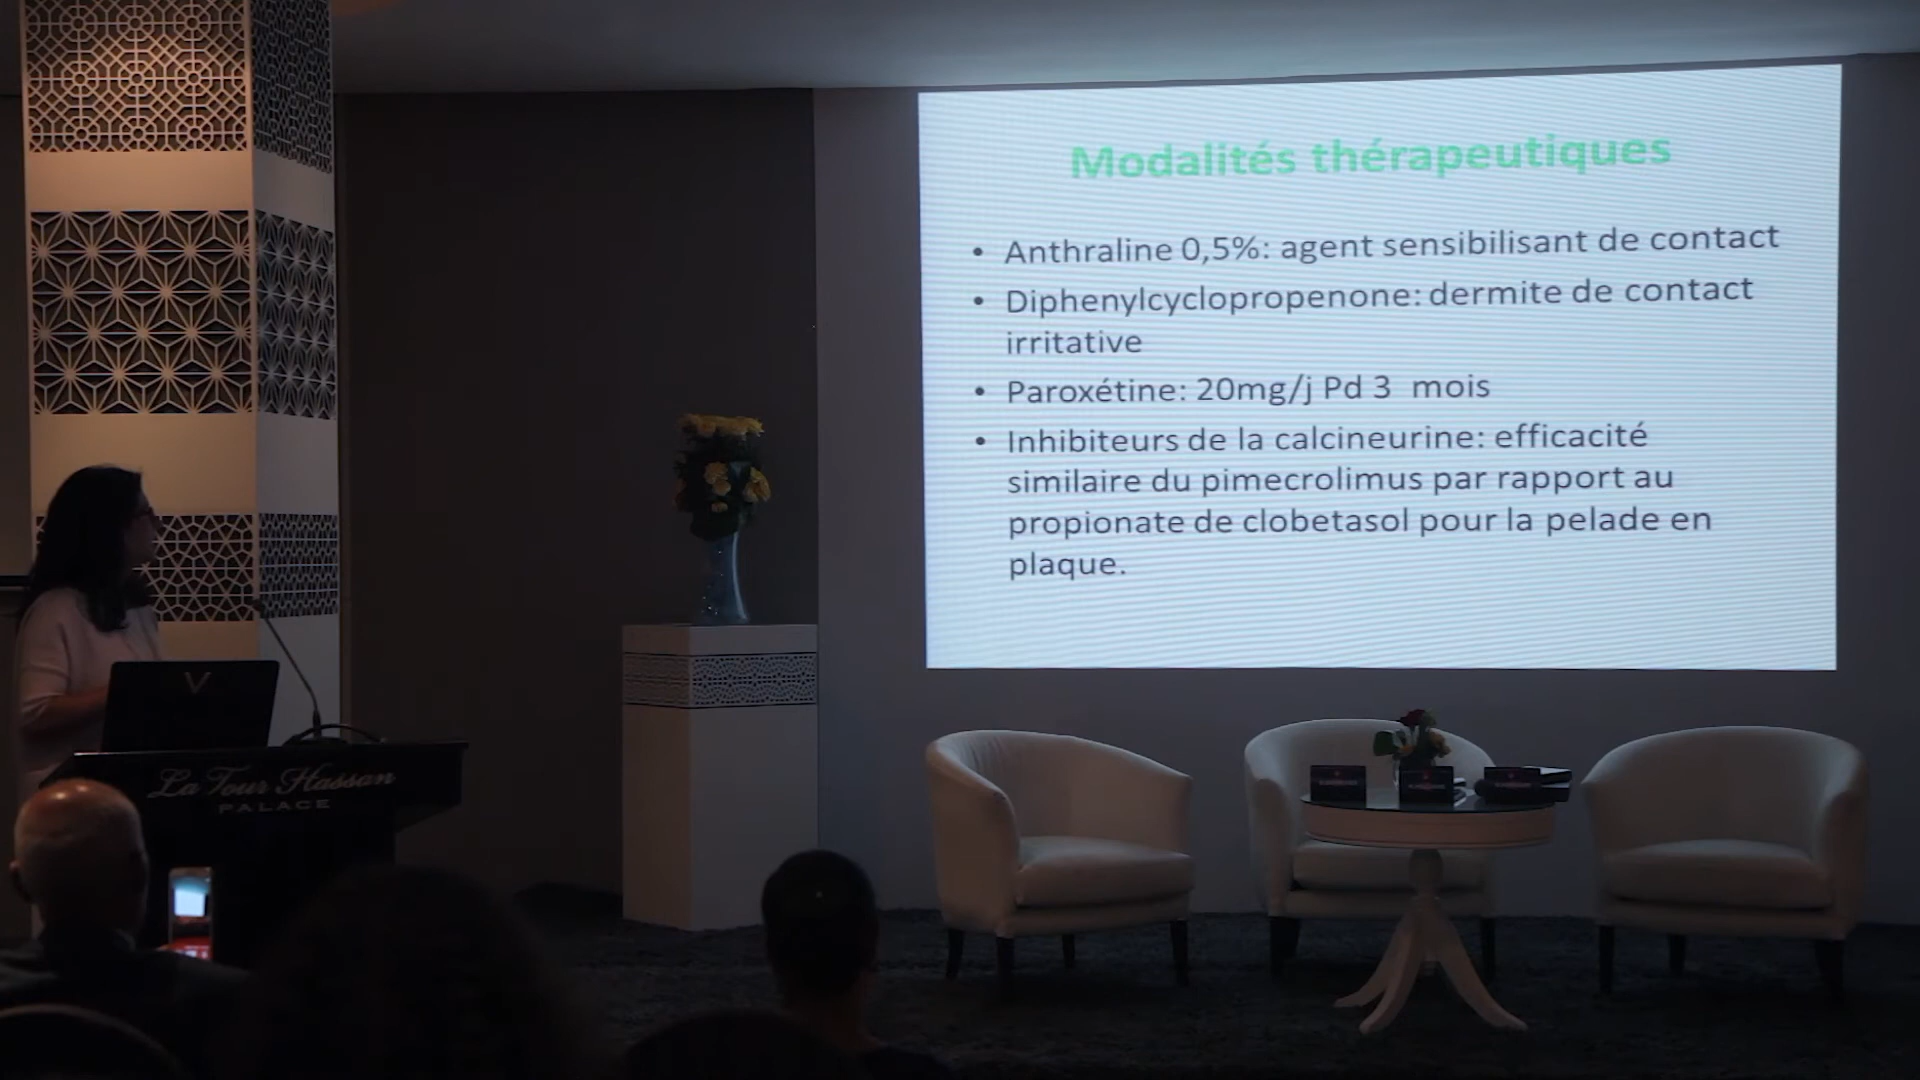 Modalités thérapeutiques
• Anthraline 0,5%: agent sensibilisant de contact
• Diphenylcyclopropenone: dermite de contact
irritative
• Paroxétine: 20mg/j Pd 3 mois
• Inhibiteurs de la calcineurine: efficacité
similaire du pimecrolimus par rapport au
propionate de clobetasol pour la pelade en
plaque.
La Tour Hassan
PALACE